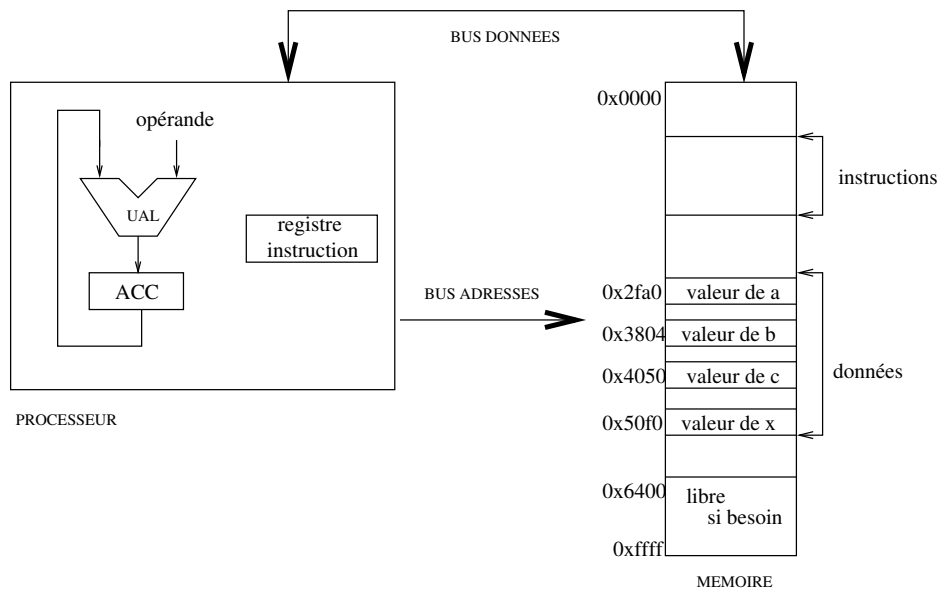 BUS DONNEES
opérande
UAL
registre
instruction
ACC
PROCESSEUR
BUS ADRESSES
0x0000
instructions
0x2fa0 valeur de a
0x3804 valeur de b
0x4050 valeur de c
données
0x50f0 valeur de x
0x6400
libre
si besoin
0xffff
MEMOIRE